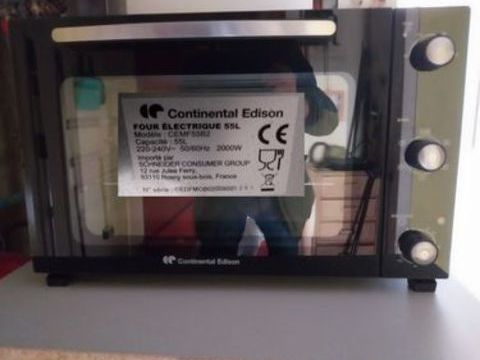 Continental Edison
FOUR ÉLECTRIQUE 55L
Modèle : CEMF55B2
Capacité : 55L
220-240V~ 50/60Hz 2000W
Importé par
SCHNEIDER CONSUMER GROUP
12 rue Jules Ferry,
93110 Rosny sous-bois, France
N° série :
CE
Continental Edison